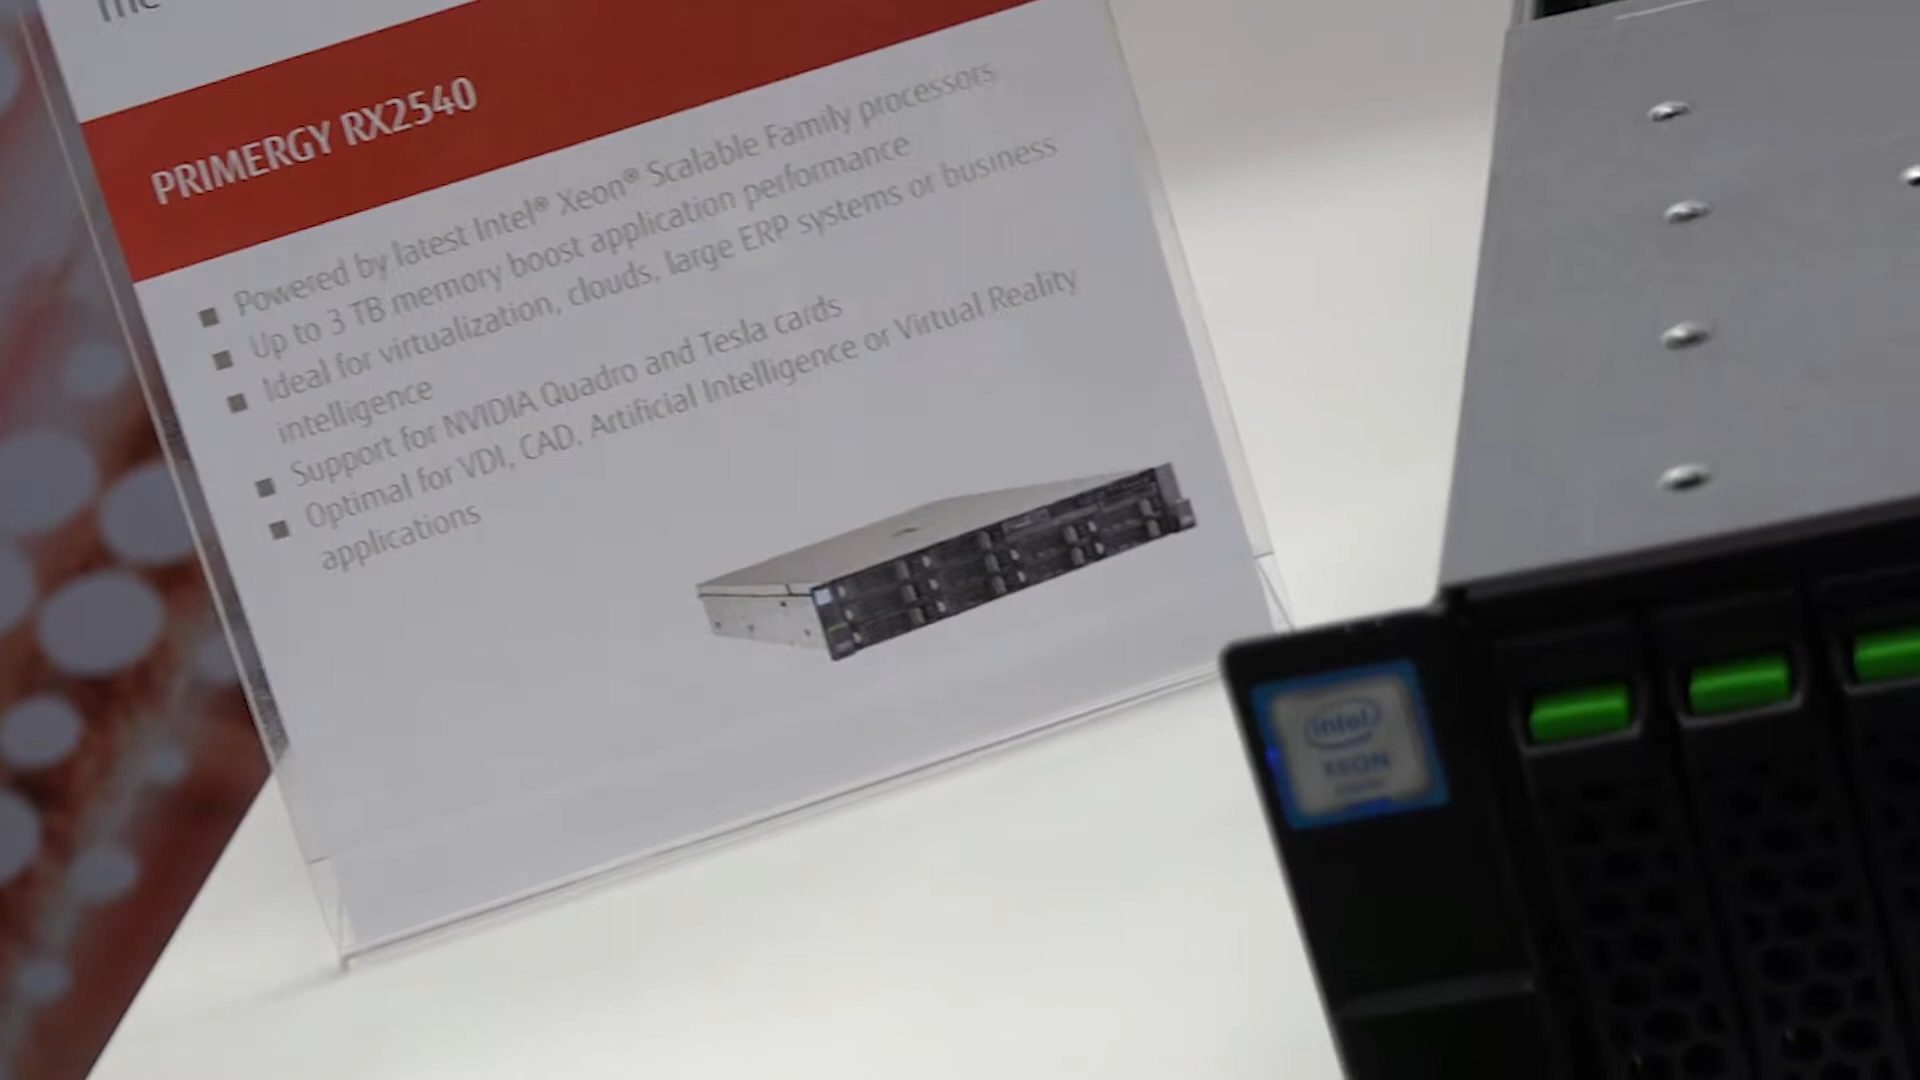 PRIMERGY RX2540
■ Powered by latest Intel® Xeon® Scalable Family processors
■ Up to 3 TB memory boost application performance
■ Ideal for virtualization, clouds, large ERP systems or business
intelligence
■ Support for NVIDIA Quadro and Tesla cards
■ Optimal for VDI, CAD, Artificial Intelligence or Virtual Reality
applications
intel
XEON